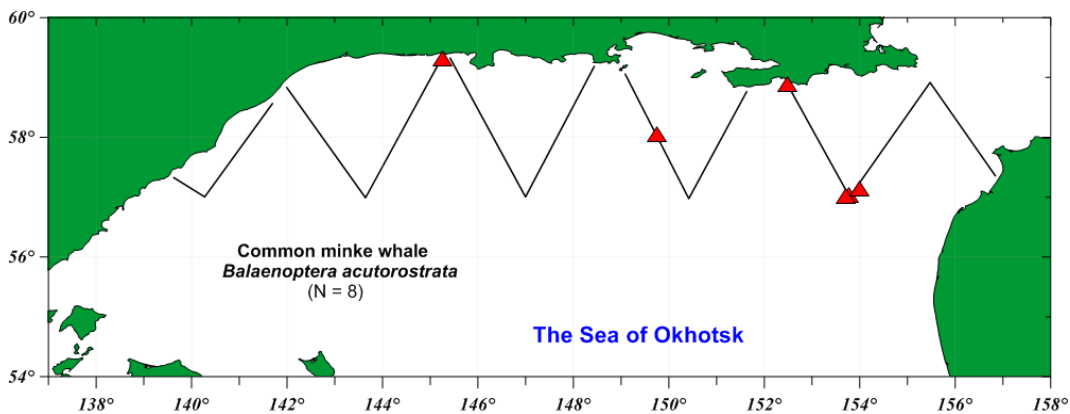 60°
58°
56°
54°
Common minke whale
Balaenoptera acutorostrata
(N = 8)
The Sea of Okhotsk
138° 140° 142° 144° 146° 148° 150° 152° 154° 156° 158°